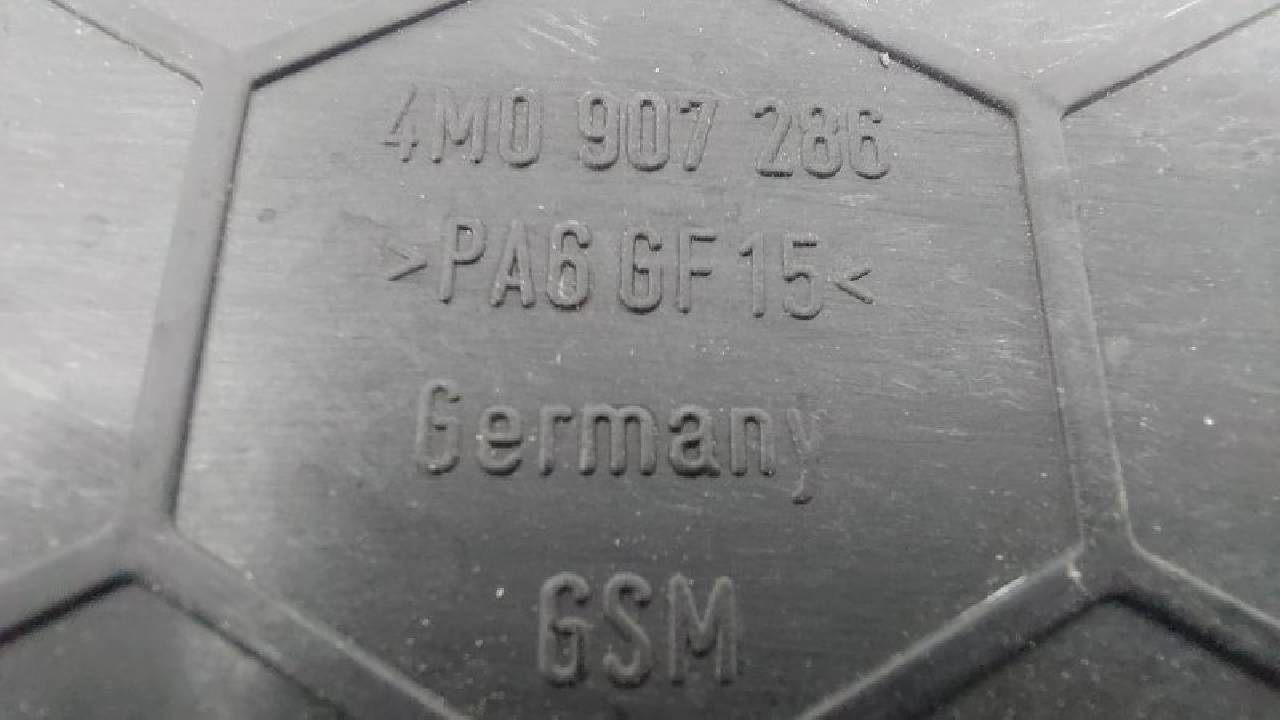 4M0 907 286
>PA6 GF15<
Germany
GSM